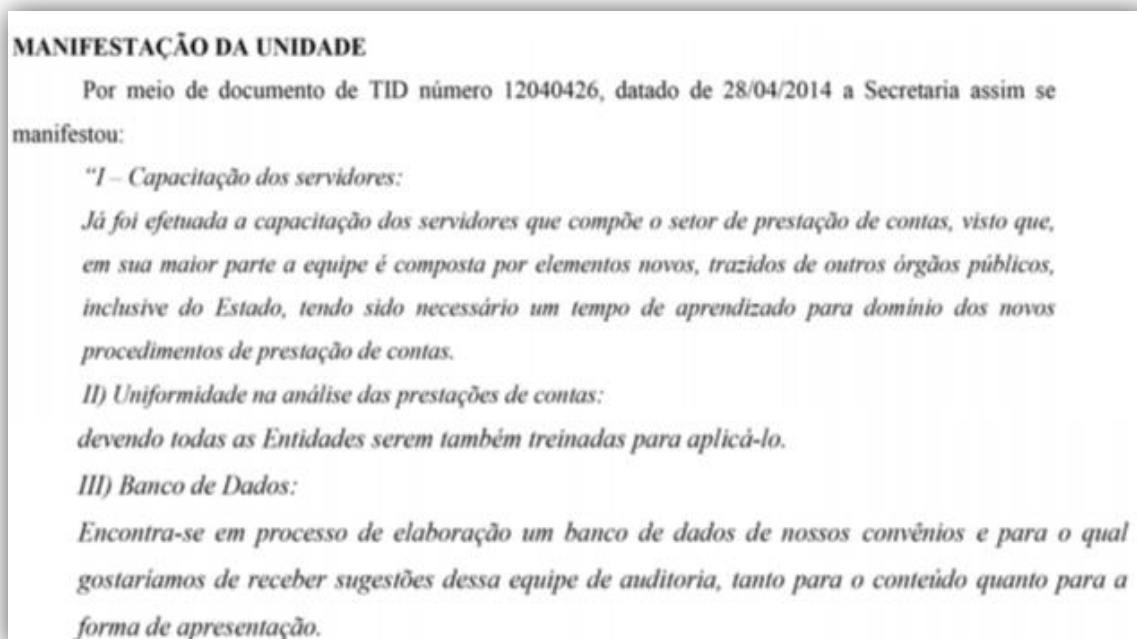 MANIFESTAÇÃO DA UNIDADE
Por meio de documento de TID número 12040426, datado de 28/04/2014 a Secretaria assim se
manifestou:
“I – Capacitação dos servidores:
Já foi efetuada a capacitação dos servidores que compõe o setor de prestação de contas, visto que,
em sua maior parte a equipe é composta por elementos novos, trazidos de outros órgãos públicos,
inclusive do Estado, tendo sido necessário um tempo de aprendizado para domínio dos novos
procedimentos de prestação de contas.
II) Uniformidade na análise das prestações de contas:
devendo todas as Entidades serem também treinadas para aplicá-lo.
III) Banco de Dados:
Encontra-se em processo de elaboração um banco de dados de nossos convênios e para o qual
gostaríamos de receber sugestões dessa equipe de auditoria, tanto para o conteúdo quanto para a
forma de apresentação.